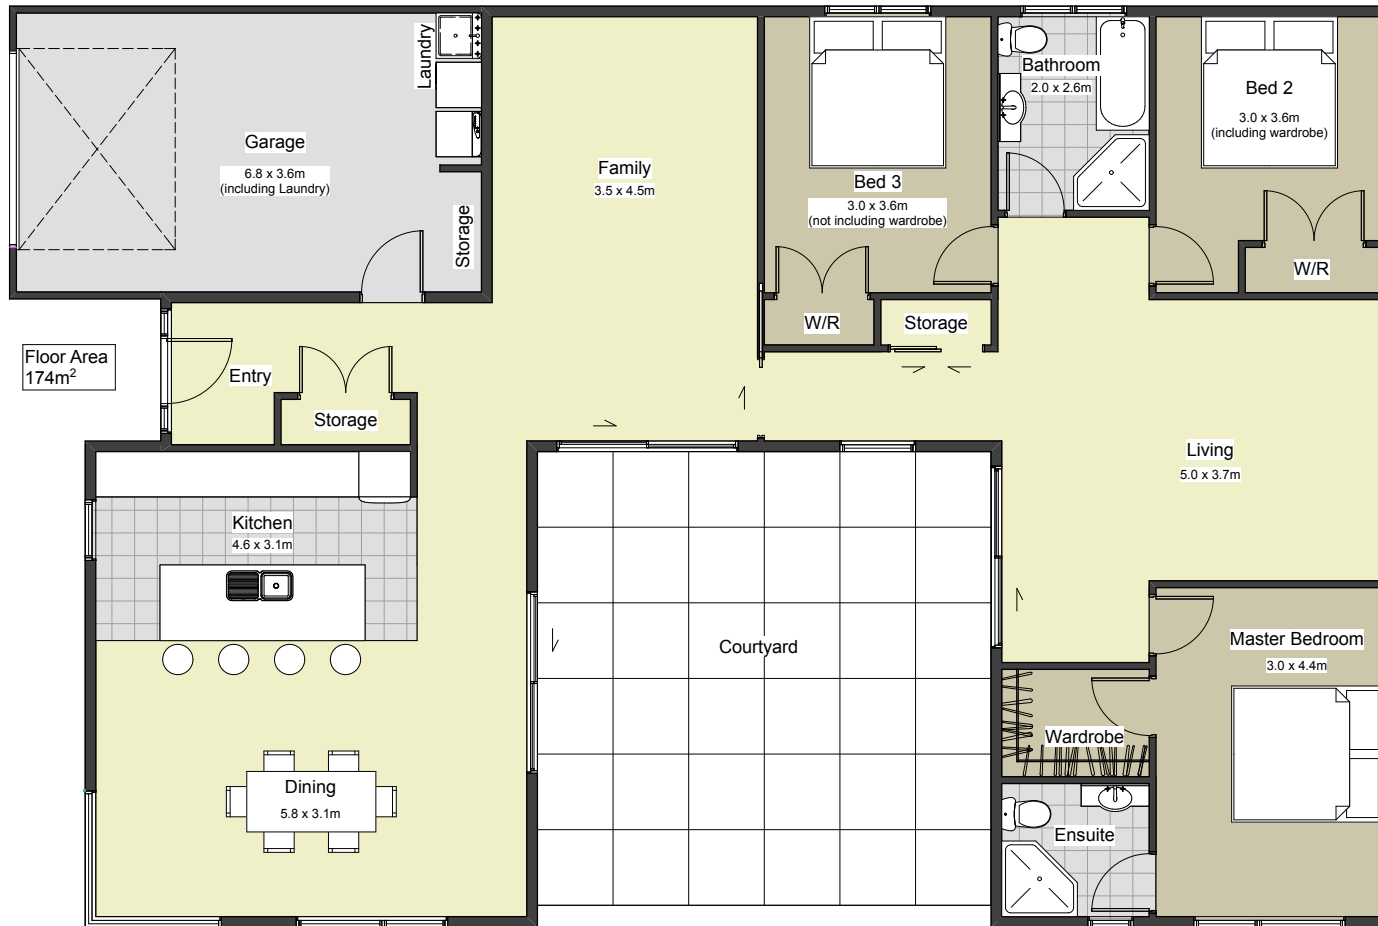 Laundry
Garage
6.8 x 3.6m
(including Laundry)
Storage
Family
3.5 x 4.5m
Bed 3
3.0 x 3.6m
(not including wardrobe)
W/R
Storage
Bathroom
2.0 x 2.6m
Bed 2
3.0 x 3.6m
(including wardrobe)
W/R
Floor Area
174m²
Entry
Storage
Living
5.0 x 3.7m
Kitchen
4.6 x 3.1m
Courtyard
Master Bedroom
3.0 x 4.4m
Wardrobe
Dining
5.8 x 3.1m
Ensuite